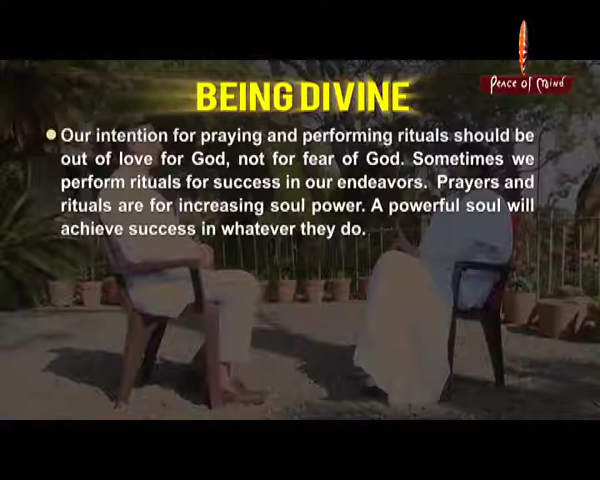 Peace of Mind
BEING DIVINE
Our intention for praying and performing rituals should be
out of love for God, not for fear of God. Sometimes we
perform rituals for success in our endeavors. Prayers and
rituals are for increasing soul power. A powerful soul will
achieve success in whatever they do.